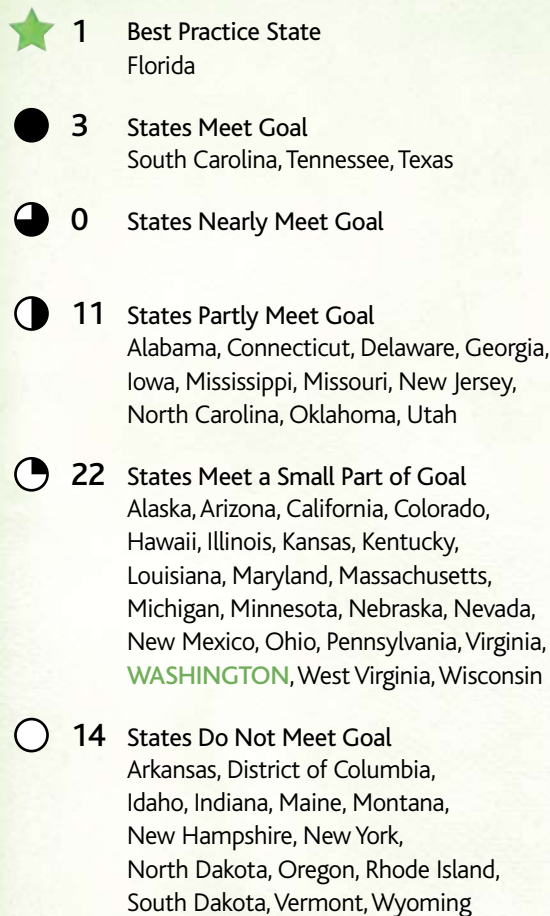 1 Best Practice State
Florida
3 States Meet Goal
South Carolina, Tennessee, Texas
0 States Nearly Meet Goal
11 States Partly Meet Goal
Alabama, Connecticut, Delaware, Georgia,
Iowa, Mississippi, Missouri, New Jersey,
North Carolina, Oklahoma, Utah
22 States Meet a Small Part of Goal
Alaska, Arizona, California, Colorado,
Hawaii, Illinois, Kansas, Kentucky,
Louisiana, Maryland, Massachusetts,
Michigan, Minnesota, Nebraska, Nevada,
New Mexico, Ohio, Pennsylvania, Virginia,
WASHINGTON, West Virginia, Wisconsin
14 States Do Not Meet Goal
Arkansas, District of Columbia,
Idaho, Indiana, Maine, Montana,
New Hampshire, New York,
North Dakota, Oregon, Rhode Island,
South Dakota, Vermont, Wyoming